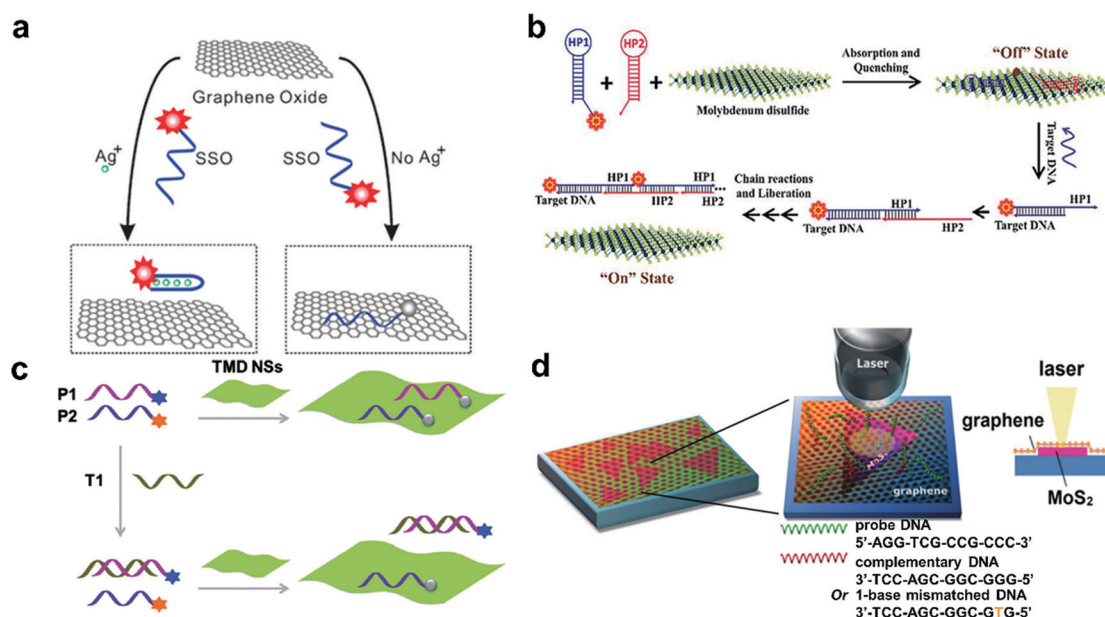 a
Graphene Oxide
Ag+
SSO
SSO
No Ag+
b
HP1
HP2
+
+
Molybdenum disulfide
Absorption and
Quenching
"Off" State
Target DNA
HP1
Target DNA
HP1
Target DNA
HP2
Chain reactions
and Liberation
HP1
HP1
Target DNA
HP2
HP2
...
"On" State
c
P1
P2
TMD NSs
T1
d
Laser
MoS2
graphene
laser
graphene
MoS2
probe DNA
5'-AGG-TCG-CCG-CCC-3'
complementary DNA
3'-TCC-AGC-GGC-GGG-5'
Or 1-base mismatched DNA
3'-TCC-AGC-GGC-GTG-5'